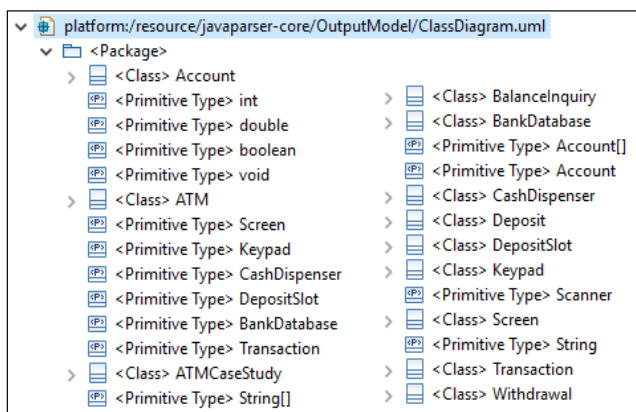 platform:/resource/javaparser-core/OutputModel/ClassDiagram.uml
<Package>
<Class> Account
<Primitive Type> int
<Primitive Type> double
<Primitive Type> boolean
<Primitive Type> void
<Class> ATM
<Primitive Type> Screen
<Primitive Type> Keypad
<Primitive Type> CashDispenser
<Primitive Type> DepositSlot
<Primitive Type> BankDatabase
<Primitive Type> Transaction
<Class> ATMCaseStudy
<Primitive Type> String[]
<Class> BalanceInquiry
<Class> BankDatabase
<Primitive Type> Account[]
<Primitive Type> Account
<Class> CashDispenser
<Class> Deposit
<Class> DepositSlot
<Class> Keypad
<Primitive Type> Scanner
<Class> Screen
<Primitive Type> String
<Class> Transaction
<Class> Withdrawal